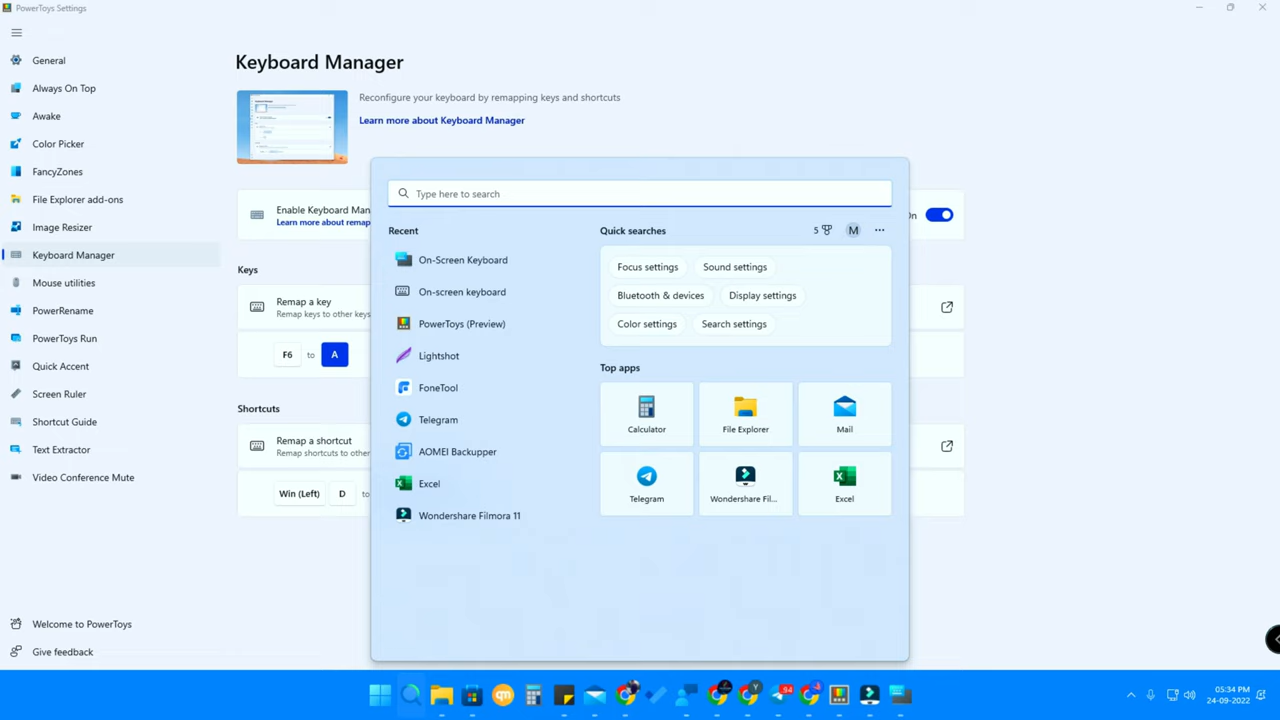 PowerToys Settings
General
Always On Top
Awake
Color Picker
FancyZones
File Explorer add-ons
Image Resizer
Keyboard Manager
Mouse utilities
PowerRename
PowerToys Run
Quick Accent
Screen Ruler
Shortcut Guide
Text Extractor
Video Conference Mute
Welcome to PowerToys
Give feedback
Keyboard Manager
Reconfigure your keyboard by remapping keys and shortcuts
Learn more about Keyboard Manager
Enable Keyboard Man
Learn more about remap
On
Keys
Remap a key
Remap keys to other keys
F6 to A
Shortcuts
Remap a shortcut
Remap shortcuts to other
Win (Left) D to
Type here to search
Recent
On-Screen Keyboard
On-screen keyboard
PowerToys (Preview)
Lightshot
FoneTool
Telegram
AOMEI Backupper
Excel
Wondershare Filmora 11
Quick searches
5 M
Focus settings Sound settings
Bluetooth & devices Display settings
Color settings Search settings
Top apps
Calculator File Explorer Mail
Telegram Wondershare Fil... Excel
94
05:34 PM
24-09-2022